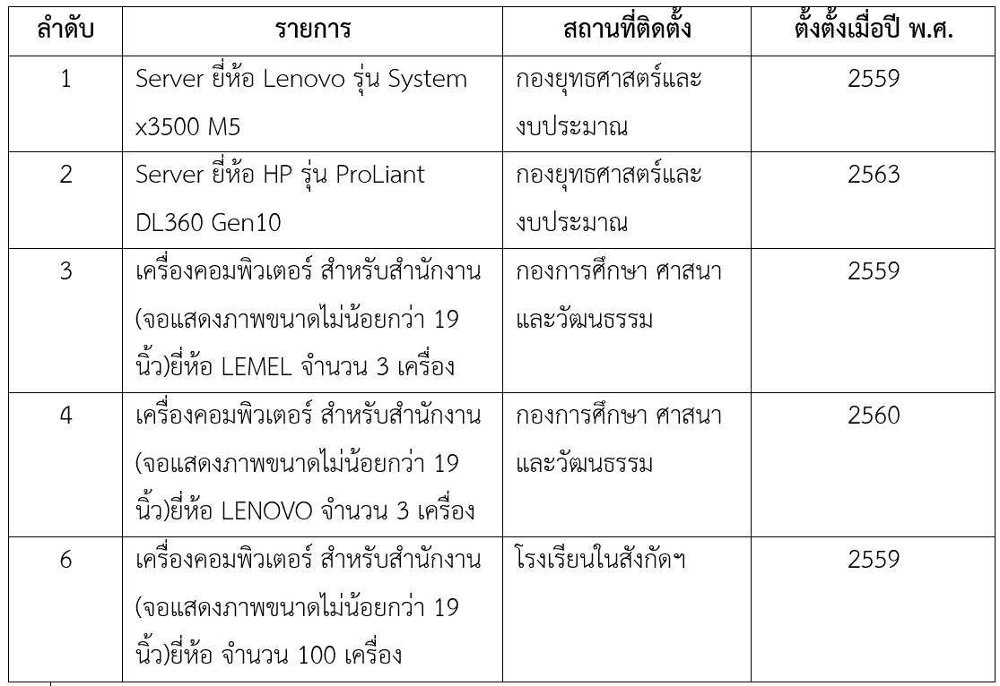 ลำดับ รายการ สถานที่ติดตั้ง ตั้งตั้งเมื่อปี พ.ศ.
1 Server ยี่ห้อ Lenovo รุ่น System กองยุทธศาสตร์และ 2559
x3500 M5 งบประมาณ
2 Server ยี่ห้อ HP รุ่น ProLiant กองยุทธศาสตร์และ 2563
DL360 Gen10 งบประมาณ
3 เครื่องคอมพิวเตอร์ สำหรับสำนักงาน กองการศึกษา ศาสนา 2559
(จอแสดงภาพขนาดไม่น้อยกว่า 19 และวัฒนธรรม
นิ้ว)ยี่ห้อ LEMEL จำนวน 3 เครื่อง
4 เครื่องคอมพิวเตอร์ สำหรับสำนักงาน กองการศึกษา ศาสนา 2560
(จอแสดงภาพขนาดไม่น้อยกว่า 19 และวัฒนธรรม
นิ้ว)ยี่ห้อ LENOVO จำนวน 3 เครื่อง
6 เครื่องคอมพิวเตอร์ สำหรับสำนักงาน โรงเรียนในสังกัดฯ 2559
(จอแสดงภาพขนาดไม่น้อยกว่า 19
นิ้ว)ยี่ห้อ จำนวน 100 เครื่อง